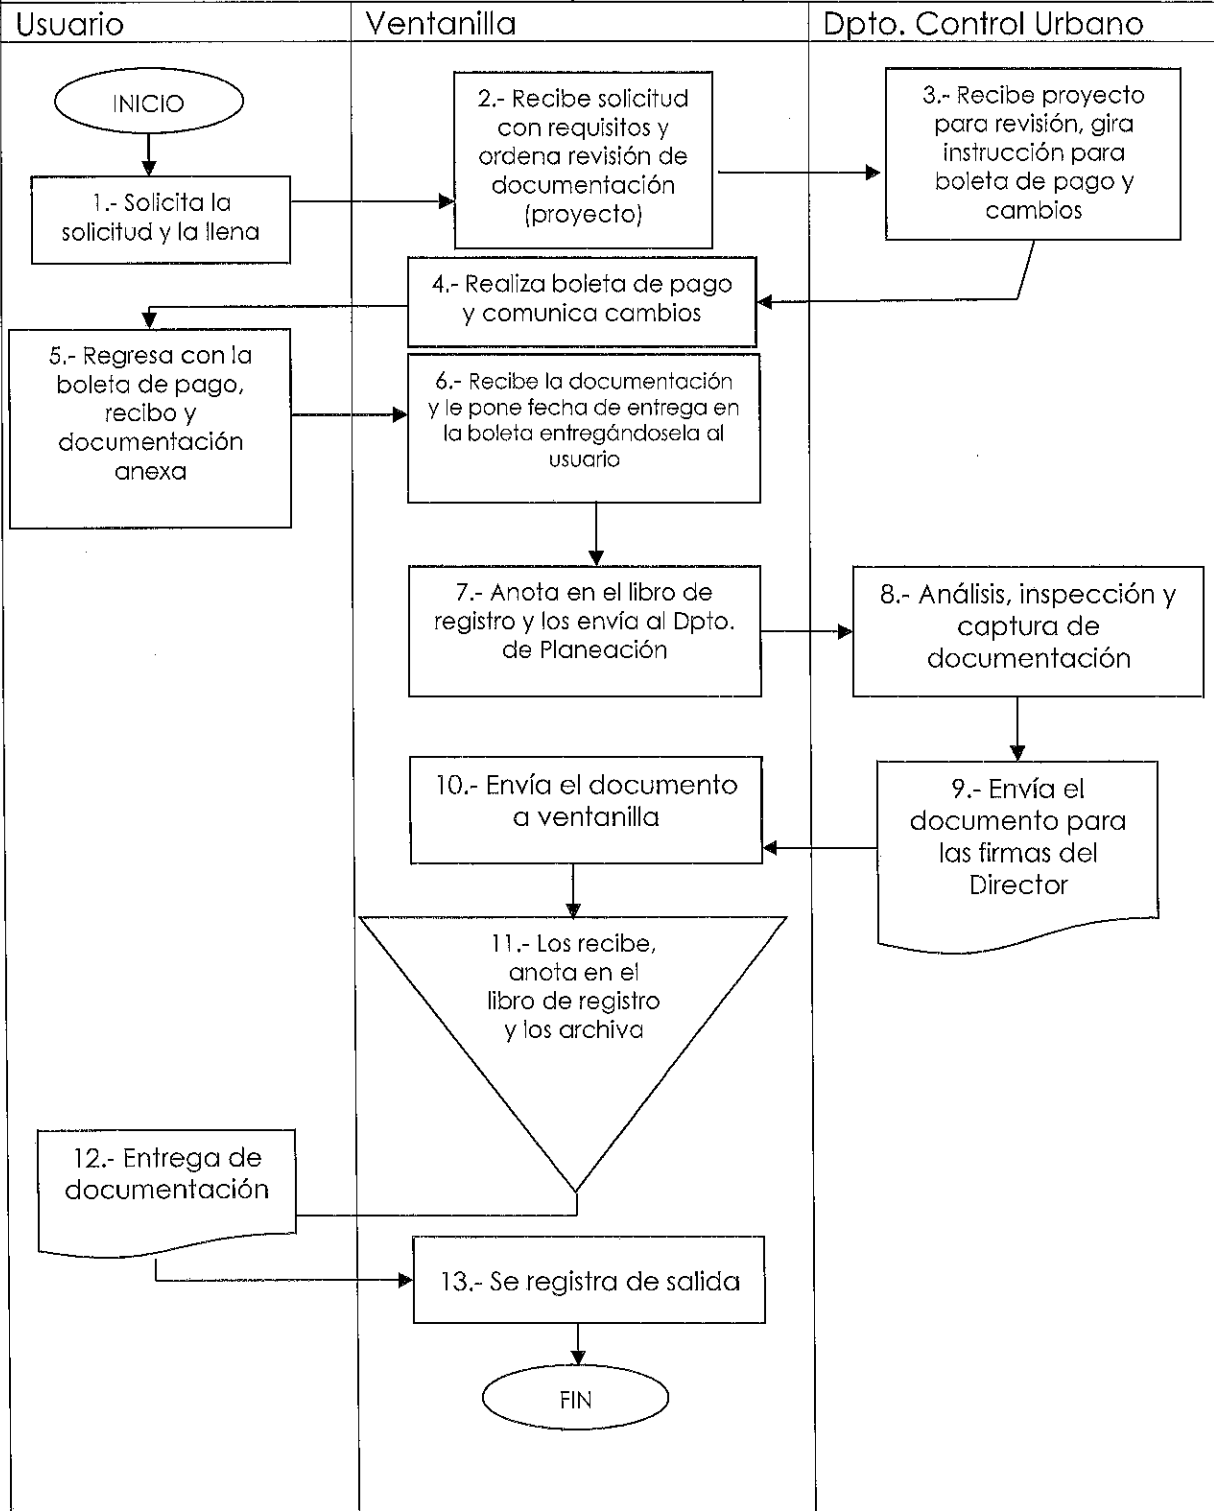 Usuario
Ventanilla
Dpto. Control Urbano
INICIO
1.- Solicita la
solicitud y la llena
2.- Recibe solicitud
con requisitos y
ordena revisión de
documentación
(proyecto)
3.- Recibe proyecto
para revisión, gira
instrucción para
boleta de pago y
cambios
4.- Realiza boleta de pago
y comunica cambios
5.- Regresa con la
boleta de pago,
recibo y
documentación
anexa
6.- Recibe la documentación
y le pone fecha de entrega en
la boleta entregándosela al
usuario
7.- Anota en el libro de
registro y los envía al Dpto.
de Planeación
8.- Análisis, inspección y
captura de
documentación
9.- Envía el
documento para
las firmas del
Director
10.- Envía el documento
a ventanilla
11.- Los recibe,
anota en el
libro de registro
y los archiva
12.- Entrega de
documentación
13.- Se registra de salida
FIN